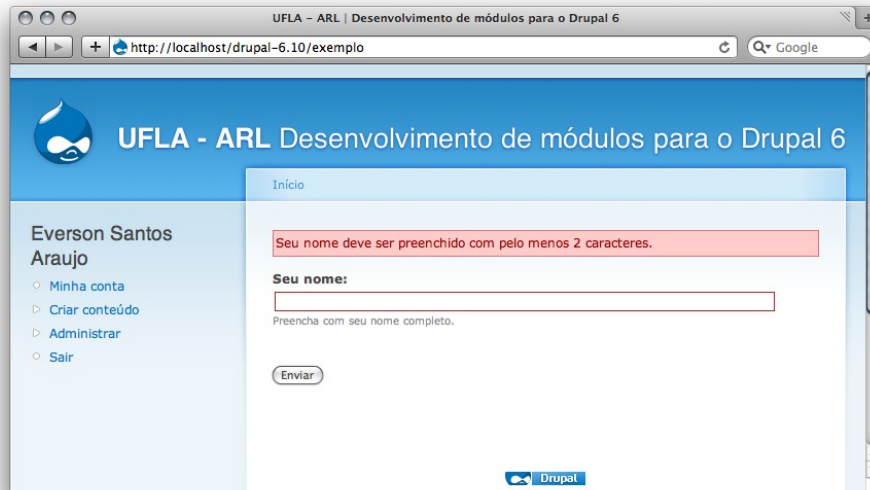 UFLA – ARL | Desenvolvimento de módulos para o Drupal 6
http://localhost/drupal-6.10/exemplo
Google
UFLA - ARL Desenvolvimento de módulos para o Drupal 6
Início
Everson Santos
Araujo
Minha conta
Criar conteúdo
Administrar
Sair
Seu nome deve ser preenchido com pelo menos 2 caracteres.
Seu nome:
Preencha com seu nome completo.
Enviar
Drupal